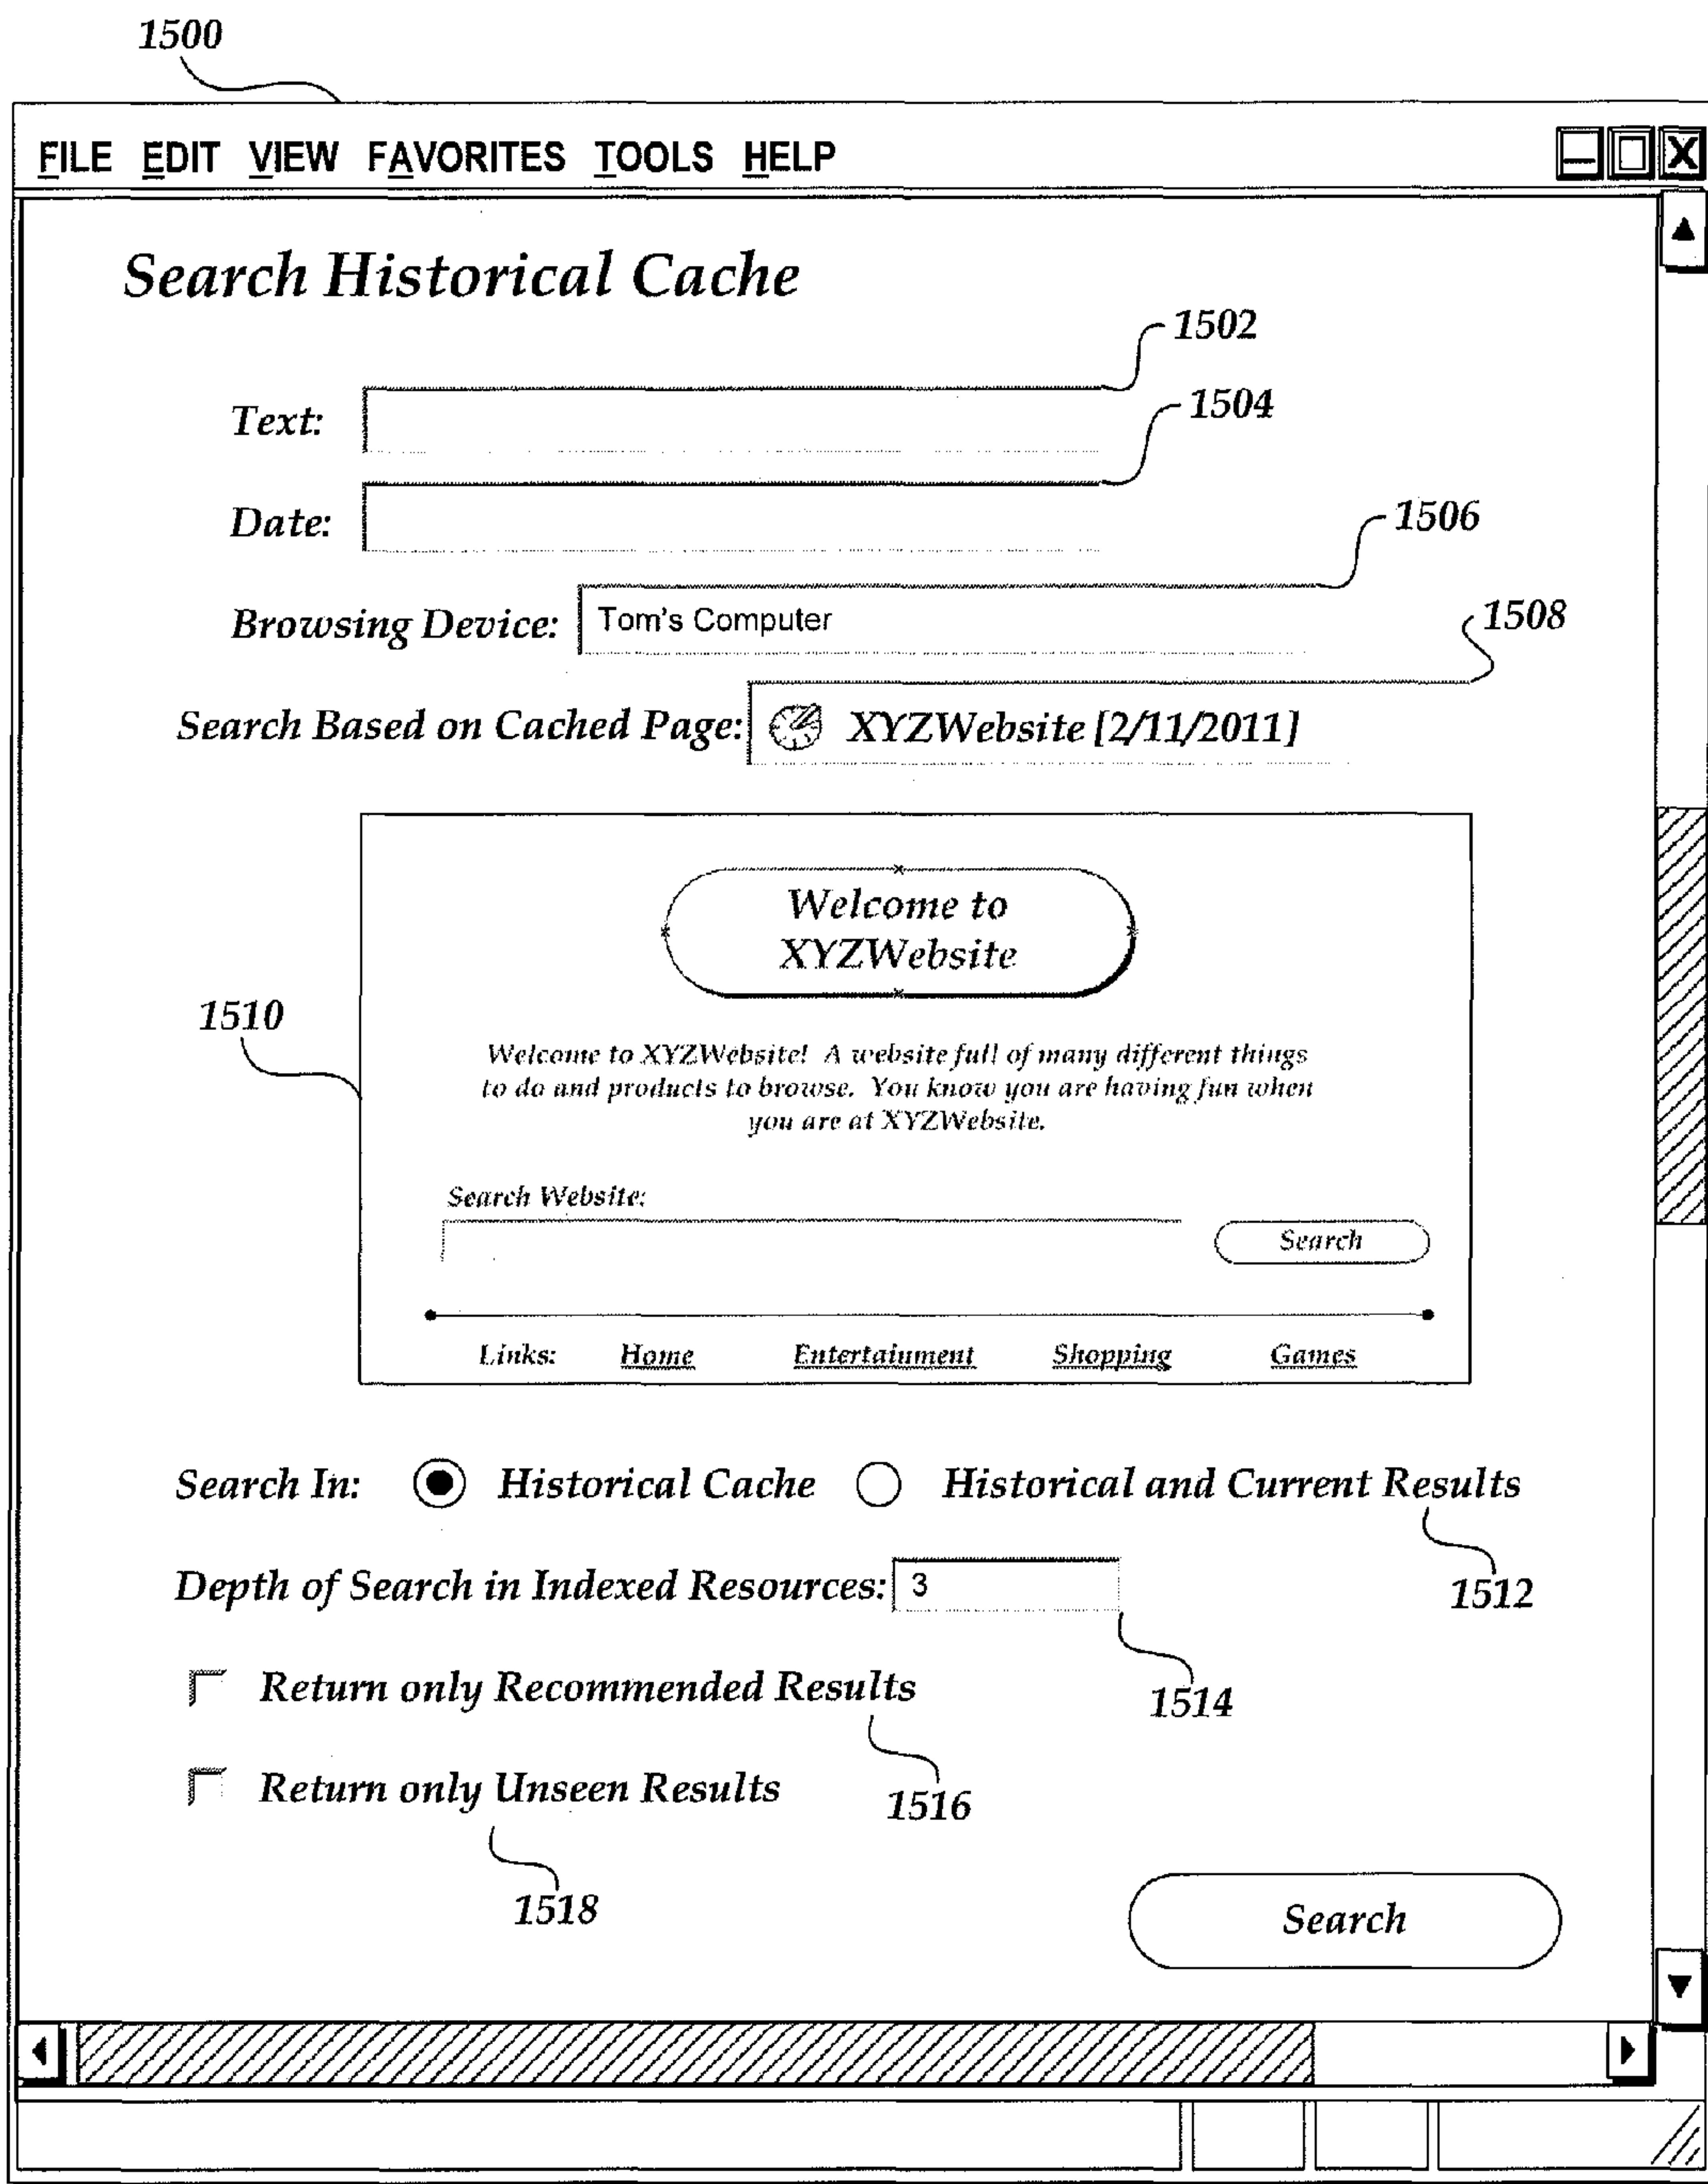 1500
FILE EDIT VIEW FAVORITES TOOLS HELP
Search Historical Cache
1502
Text:
1504
Date:
1506
Browsing Device: Tom's Computer
1508
Search Based on Cached Page: XYZWebsite [2/11/2011]
Welcome to
XYZWebsite
1510
Welcome to XYZWebsite! A website full of many different things
to do and products to browse. You know you are having fun when
you are at XYZWebsite.
Search Website:
Search
Links: Home Entertainment Shopping Games
Search In: Historical Cache Historical and Current Results
1512
Depth of Search in Indexed Resources: 3
1514
Return only Recommended Results
1516
Return only Unseen Results
1518
Search